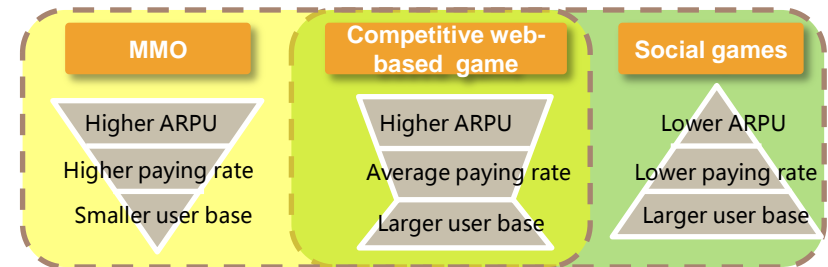 MMO
Higher ARPU
Higher paying rate
Smaller user base
Competitive web-
based game
Higher ARPU
Average paying rate
Larger user base
Social games
Lower ARPU
Lower paying rate
Larger user base